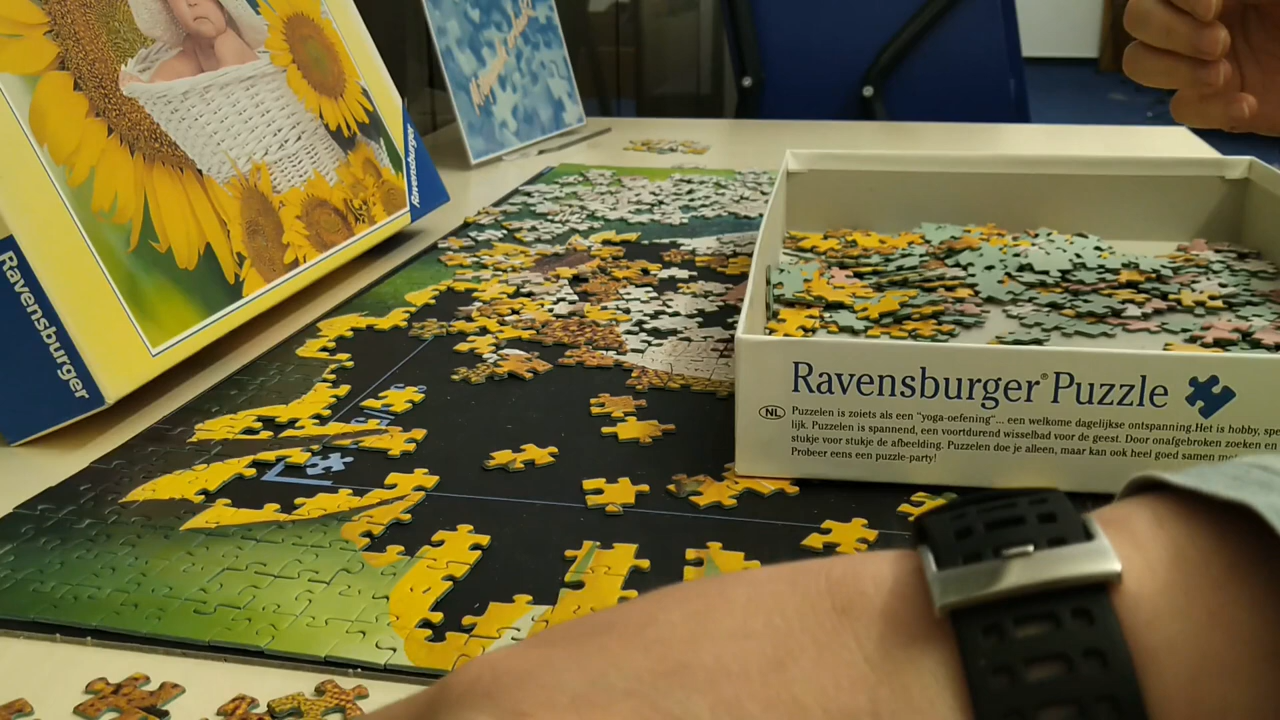 Ravensburger
Ravensburger
Ravensburger® Puzzle
NL
Puzzelen is zoiets als een "yoga-oefening"... een welkome dagelijkse ontspanning.Het is hobby, spe
lijk. Puzzelen is spannend, een voortdurend wisselbad voor de geest. Door onafgebroken zoeken en
stukje voor stukje de afbeelding. Puzzelen doe je alleen, maar kan ook heel goed samen met
Probeer eens een puzzle-party!